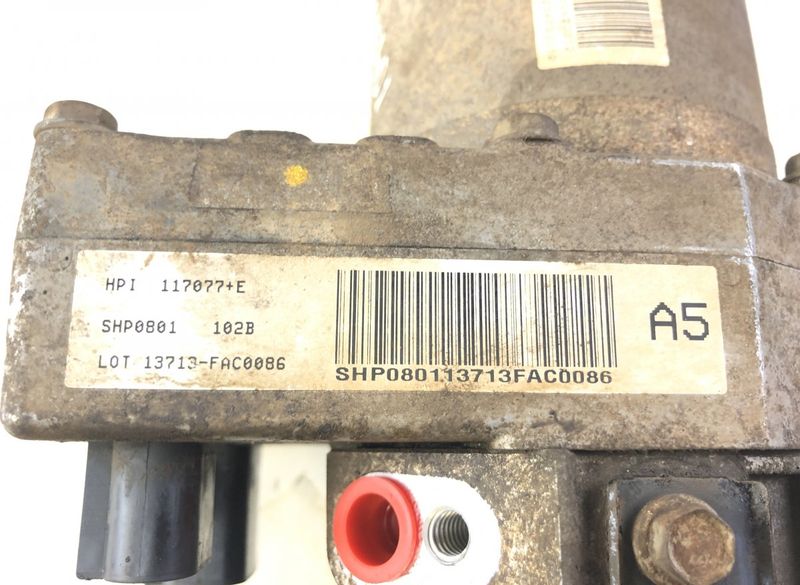 HPI 117077+E
SHP0801 102B
LOT 13713-FAC0086
SHP080113713FAC0086
A5